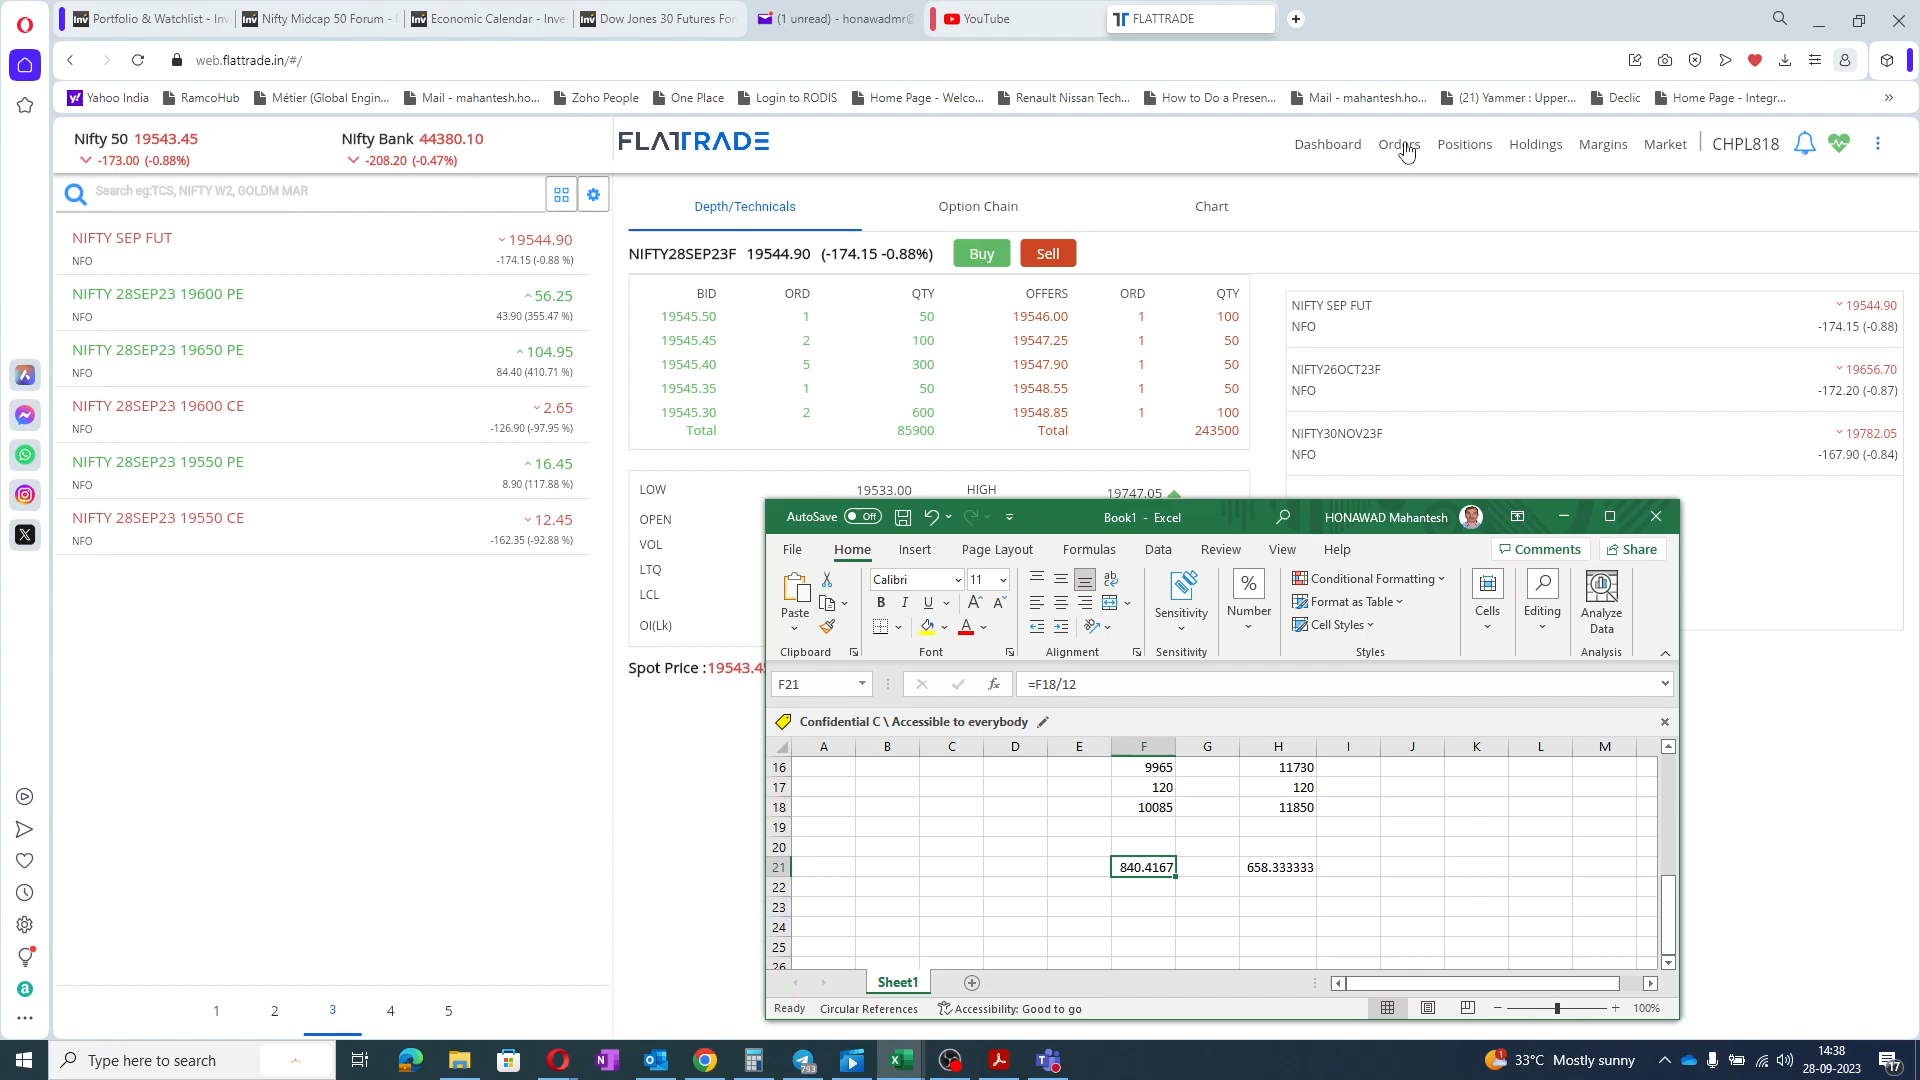 Portfolio & Watchlist - Inv
Nifty Midcap 50 Forum -
Economic Calendar - Inve
Dow Jones 30 Futures For
(1 unread) - honawadmr@
YouTube
FLATTRADE
web.flattrade.in/#/
Yahoo India
RamcoHub
Métier (Global Engin...
Mail - mahantesh.ho...
Zoho People
One Place
Login to RODIS
Home Page - Welco...
Renault Nissan Tech...
How to Do a Presen...
Mail - mahantesh.ho...
(21) Yammer : Upper...
Declic
Home Page - Integr...
Nifty 50 19543.45
-173.00 (-0.88%)
Nifty Bank 44380.10
-208.20 (-0.47%)
FLATTRADE
Dashboard Orders Positions Holdings Margins Market CHPL818
Search eg:TCS, NIFTY W2, GOLDM MAR
Depth/Technicals Option Chain Chart
NIFTY SEP FUT 19544.90
NFO -174.15 (-0.88 %)
NIFTY 28SEP23 19600 PE 56.25
NFO 43.90 (355.47 %)
NIFTY 28SEP23 19650 PE 104.95
NFO 84.40 (410.71 %)
NIFTY 28SEP23 19600 CE 2.65
NFO -126.90 (-97.95 %)
NIFTY 28SEP23 19550 PE 16.45
NFO 8.90 (117.88 %)
NIFTY 28SEP23 19550 CE 12.45
NFO -162.35 (-92.88 %)
1 2 3 4 5
NIFTY28SEP23F 19544.90 (-174.15 -0.88%) Buy Sell
BID ORD QTY OFFERS ORD QTY
19545.50 1 50 19546.00 1 100
19545.45 2 100 19547.25 1 50
19545.40 5 300 19547.90 1 50
19545.35 1 50 19548.55 1 50
19545.30 2 600 19548.85 1 100
Total 85900 Total 243500
LOW 19533.00 HIGH 19747.05
OPEN
VOL
LTQ
LCL
OI(Lk)
Spot Price :19543.45
NIFTY SEP FUT 19544.90
NFO -174.15 (-0.88)
NIFTY26OCT23F 19656.70
NFO -172.20 (-0.87)
NIFTY30NOV23F 19782.05
NFO -167.90 (-0.84)
AutoSave Off Book1 - Excel HONAWAD Mahantesh
File Home Insert Page Layout Formulas Data Review View Help Comments Share
Paste
Calibri 11
B I U A A
ab
Sensitivity
%
Number
Conditional Formatting
Format as Table
Cell Styles
Cells
Editing
Analyze
Data
Clipboard Font Alignment Sensitivity Styles Analysis
F21 fx =F18/12
Confidential C \ Accessible to everybody
A B C D E F G H I J K L M
16 9965 11730
17 120 120
18 10085 11850
19
20
21 840.4167 658.333333
22
23
24
25
26
Sheet1
Ready Circular References Accessibility: Good to go 100%
Type here to search
793
33°C Mostly sunny
14:38
28-09-2023
17